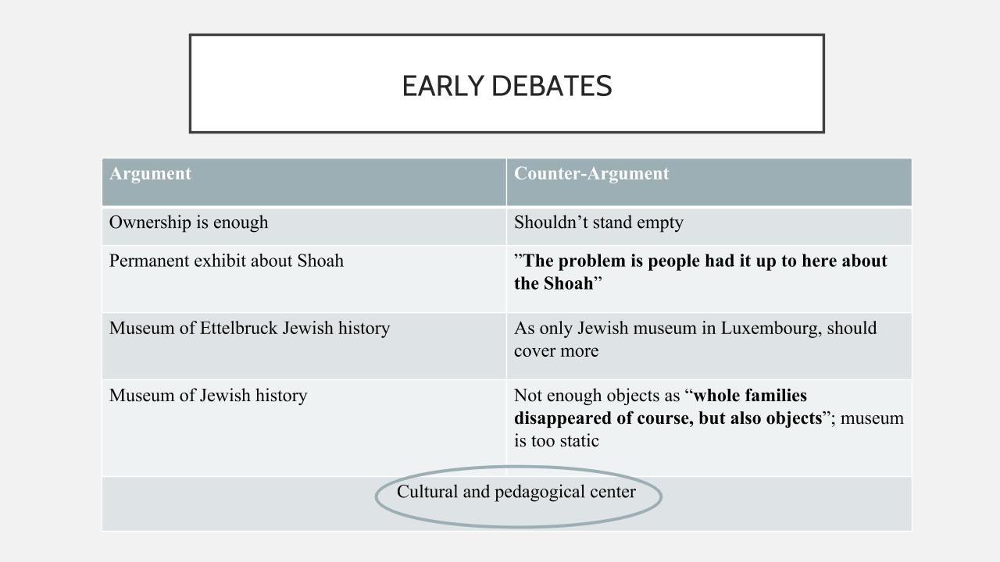 EARLY DEBATES
Argument
Counter-Argument
Ownership is enough
Shouldn’t stand empty
Permanent exhibit about Shoah
”The problem is people had it up to here about
the Shoah”
Museum of Ettelbruck Jewish history
As only Jewish museum in Luxembourg, should
cover more
Museum of Jewish history
Not enough objects as “whole families
disappeared of course, but also objects”; museum
is too static
Cultural and pedagogical center